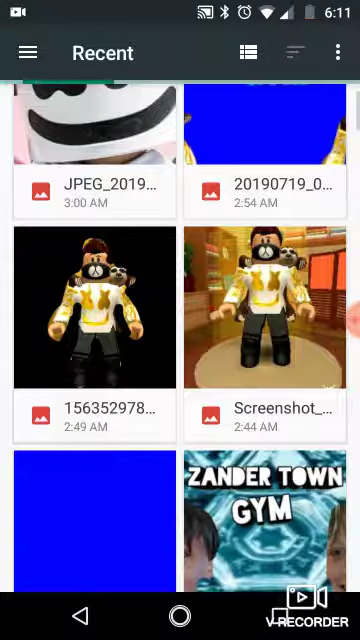 6:11
Recent
JPEG_2019...
3:00 AM
20190719_0...
2:54 AM
156352978...
2:49 AM
Screenshot_...
2:44 AM
ZANDER TOWN
GYM
V-RECORDER